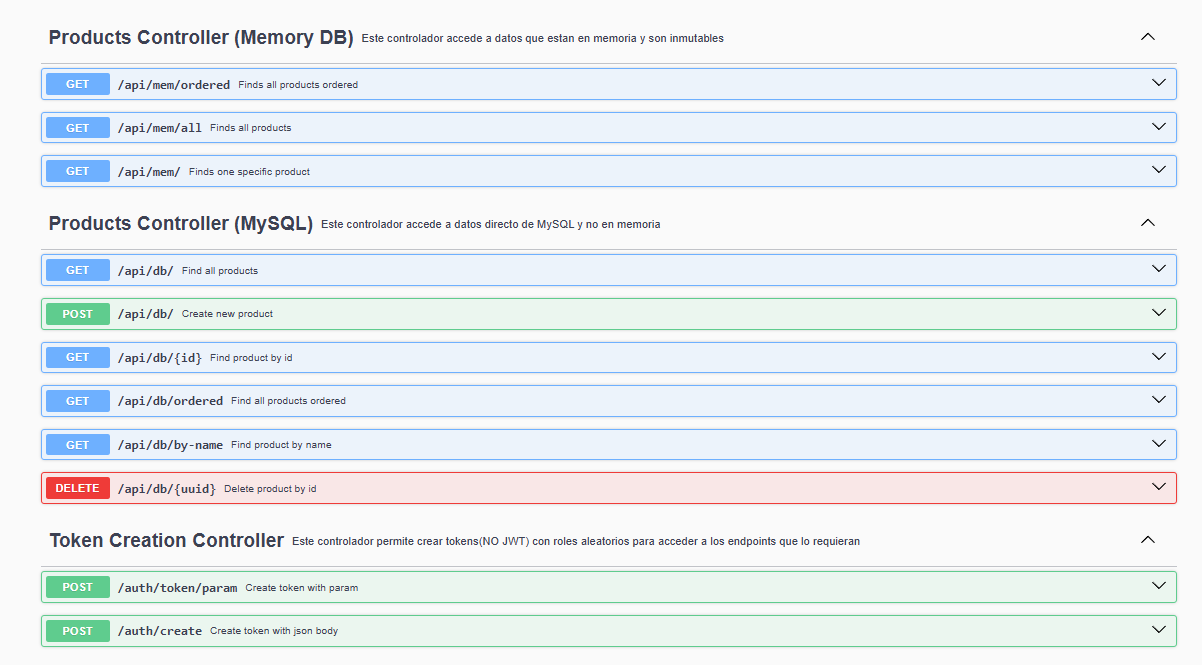 Products Controller (Memory DB) Este controlador accede a datos que estan en memoria y son inmutables
GET /api/mem/ordered Finds all products ordered
GET /api/mem/all Finds all products
GET /api/mem/ Finds one specific product
Products Controller (MySQL) Este controlador accede a datos directo de MySQL y no en memoria
GET /api/db/ Find all products
POST /api/db/ Create new product
GET /api/db/{id} Find product by id
GET /api/db/ordered Find all products ordered
GET /api/db/by-name Find product by name
DELETE /api/db/{uuid} Delete product by id
Token Creation Controller Este controlador permite crear tokens(NO JWT) con roles aleatorios para acceder a los endpoints que lo requieran
POST /auth/token/param Create token with param
POST /auth/create Create token with json body